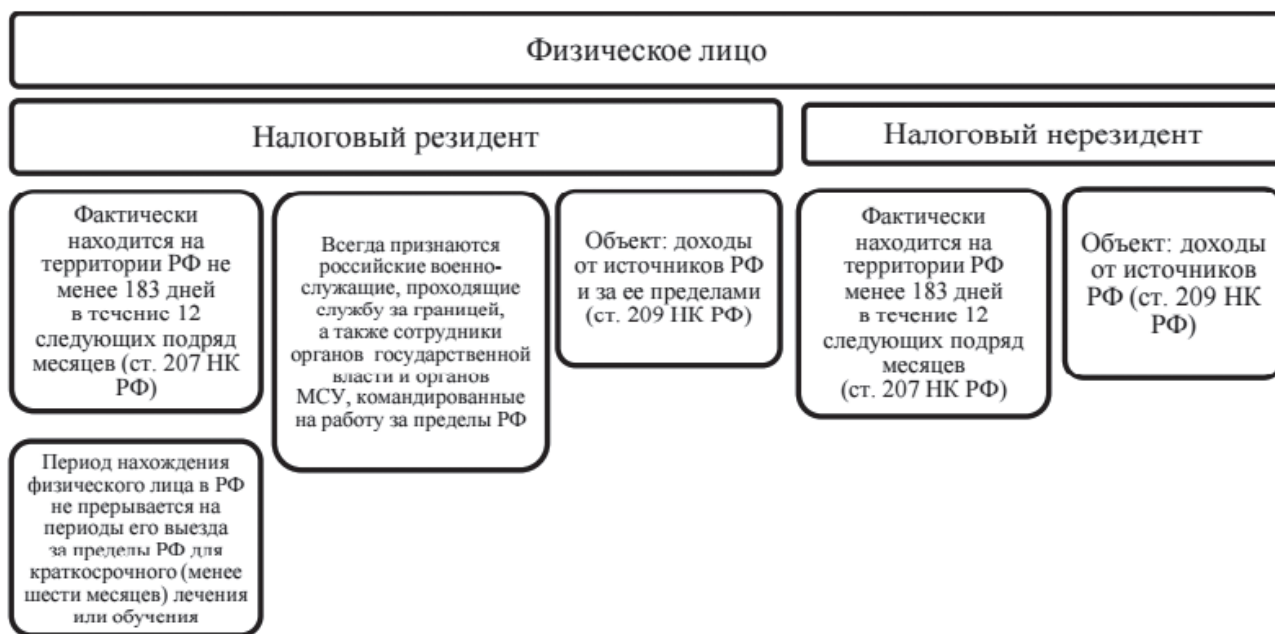 Физическое лицо
Налоговый резидент
Налоговый нерезидент
Фактически
находится на
территории РФ не
менее 183 дней
в течение 12
следующих подряд
месяцев (ст. 207 НК
РФ)
Период нахождения
физического лица в РФ
не прерывается на
периоды его выезда
за пределы РФ для
краткосрочного (менее
шести месяцев) лечения
или обучения
Всегда признаются
российские военно-
служащие, проходящие
службу за границей,
а также сотрудники
органов государственной
власти и органов
МСУ, командированные
на работу за пределы РФ
Объект: доходы
от источников РФ
и за ее пределами
(ст. 209 НК РФ)
Фактически
находится на
территории РФ
менее 183 дней
в течение 12
следующих подряд
месяцев
(ст. 207 НК РФ)
Объект: доходы
от источников
РФ (ст. 209 НК
РФ)